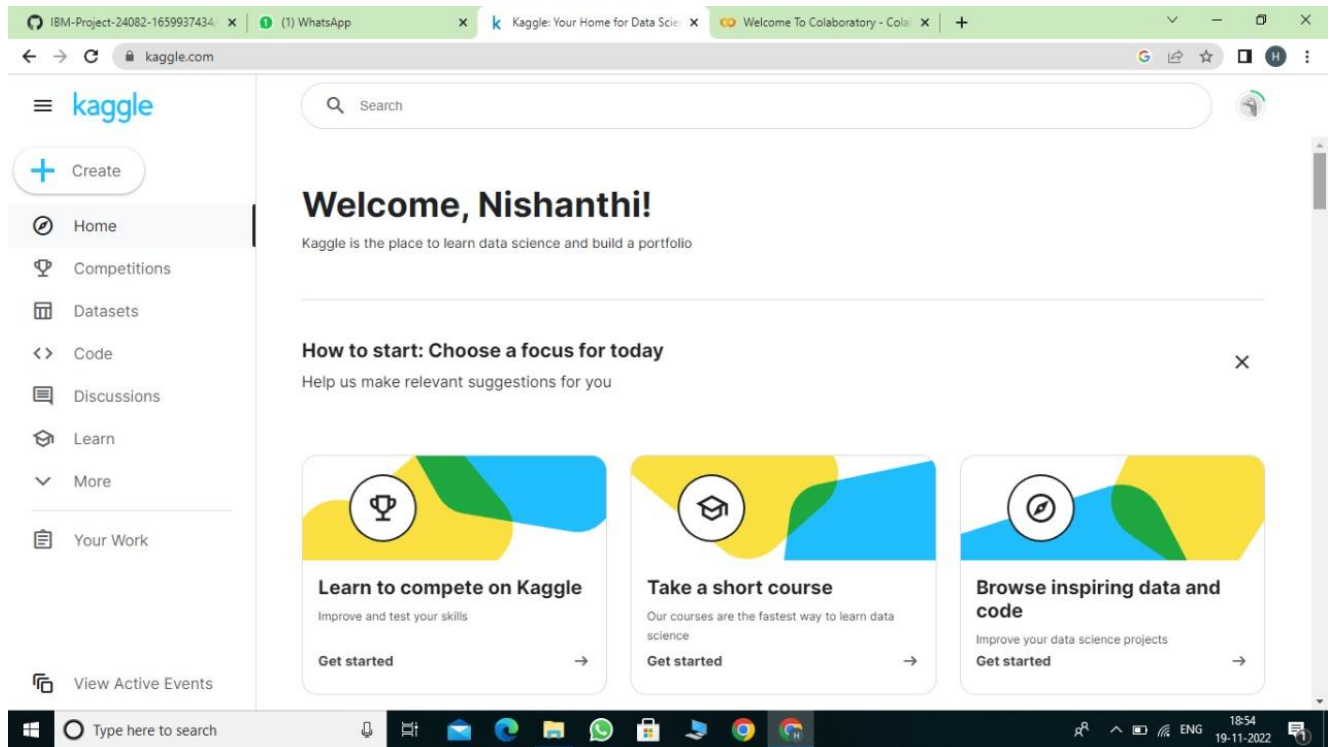 IBM-Project-24082-1659937434/
(1) WhatsApp
Kaggle: Your Home for Data Scie
Welcome To Colaboratory - Cola
kaggle.com
G
H
kaggle
Search
Create
Home
Competitions
Datasets
Code
Discussions
Learn
More
Your Work
View Active Events
Welcome, Nishanthi!
Kaggle is the place to learn data science and build a portfolio
How to start: Choose a focus for today
Help us make relevant suggestions for you
Learn to compete on Kaggle
Improve and test your skills
Get started
Take a short course
Our courses are the fastest way to learn data
science
Get started
Browse inspiring data and
code
Improve your data science projects
Get started
Type here to search
ENG
18:54
19-11-2022
1